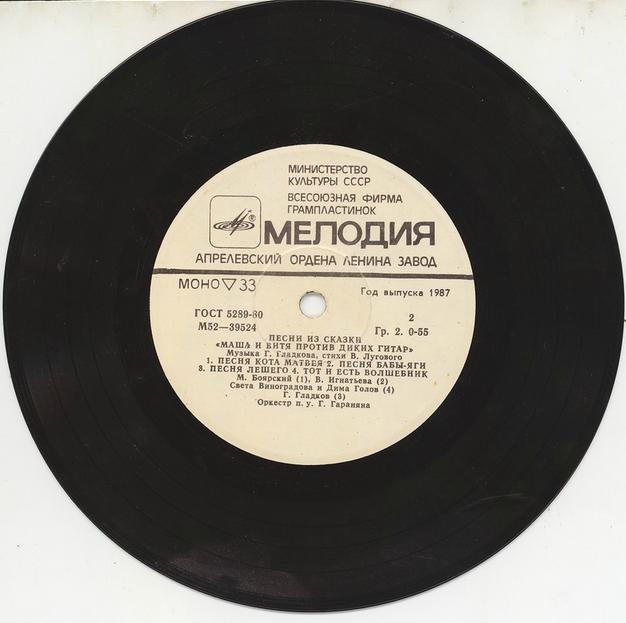 МИНИСТЕРСТВО
КУЛЬТУРЫ СССР
ВСЕСОЮЗНАЯ ФИРМА
ГРАМПЛАСТИНОК
® МЕЛОДИЯ
АПРЕЛЕВСКИЙ ОРДЕНА ЛЕНИНА ЗАВОД
МОНО ▽ 33
Год выпуска 1987
ГОСТ 5289-80
2
М52—39524
Гр. 2. 0-55
ПЕСНИ ИЗ СКАЗКИ
«МАША И ВИТЯ ПРОТИВ ДИКИХ ГИТАР»
Музыка Г. Гладкова, стихи В. Лугового
1. ПЕСНЯ КОТА МАТВЕЯ 2. ПЕСНЯ БАБЫ-ЯГИ
3. ПЕСНЯ ЛЕШЕГО 4. ТОТ И ЕСТЬ ВОЛШЕБНИК
М. Боярский (1), В. Игнатьева (2)
Света Виноградова и Дима Голов (4)
Г. Гладков (3)
Оркестр п. у. Г. Гараняна